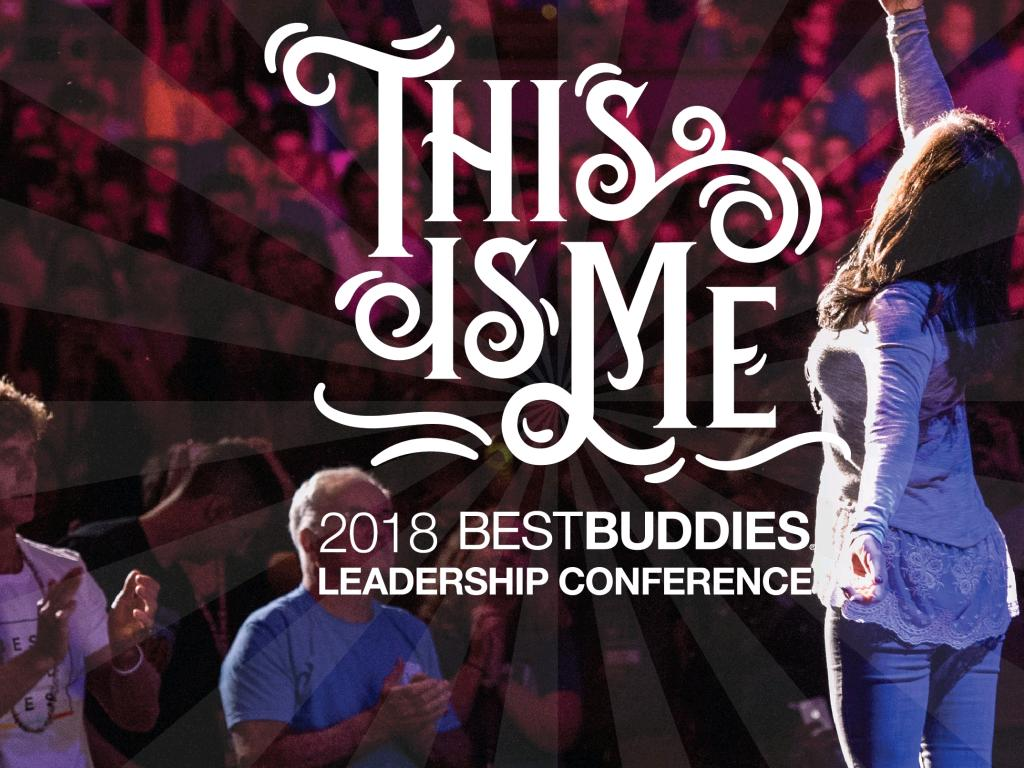 THIS
IS ME
2018 BESTBUDDIES®
LEADERSHIP CONFERENCE